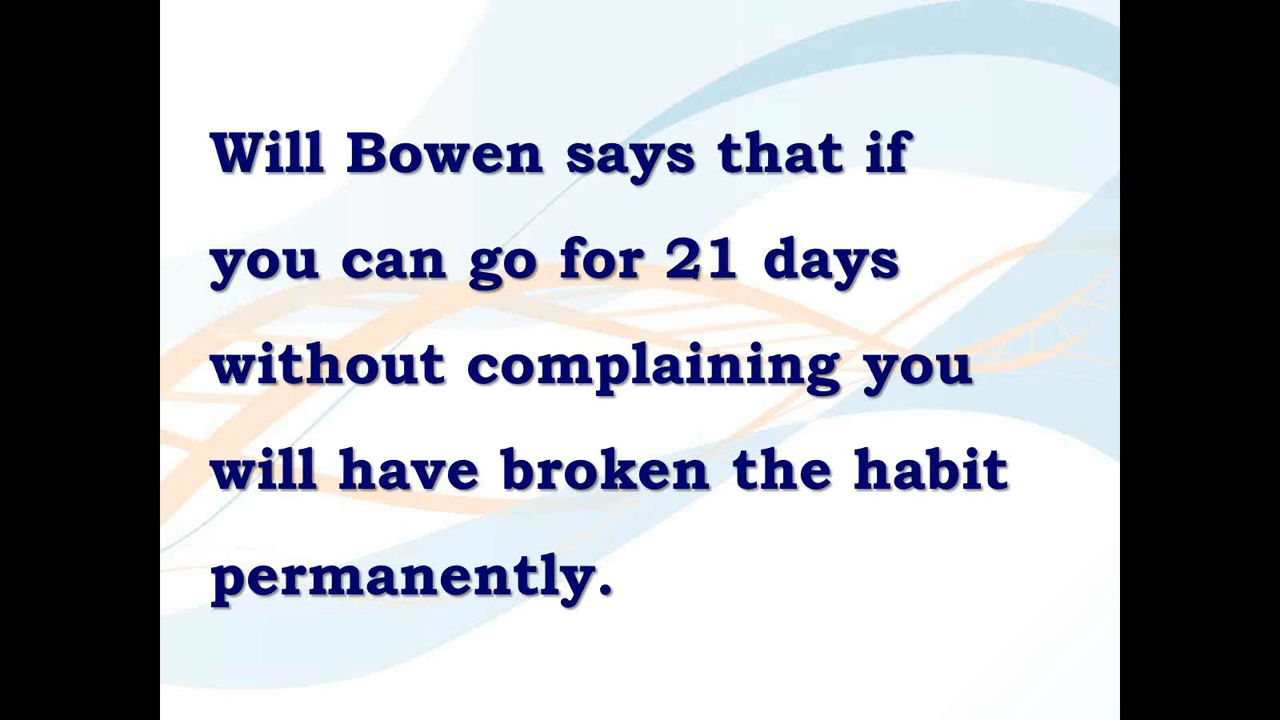 Will Bowen says that if
you can go for 21 days
without complaining you
will have broken the habit
permanently.